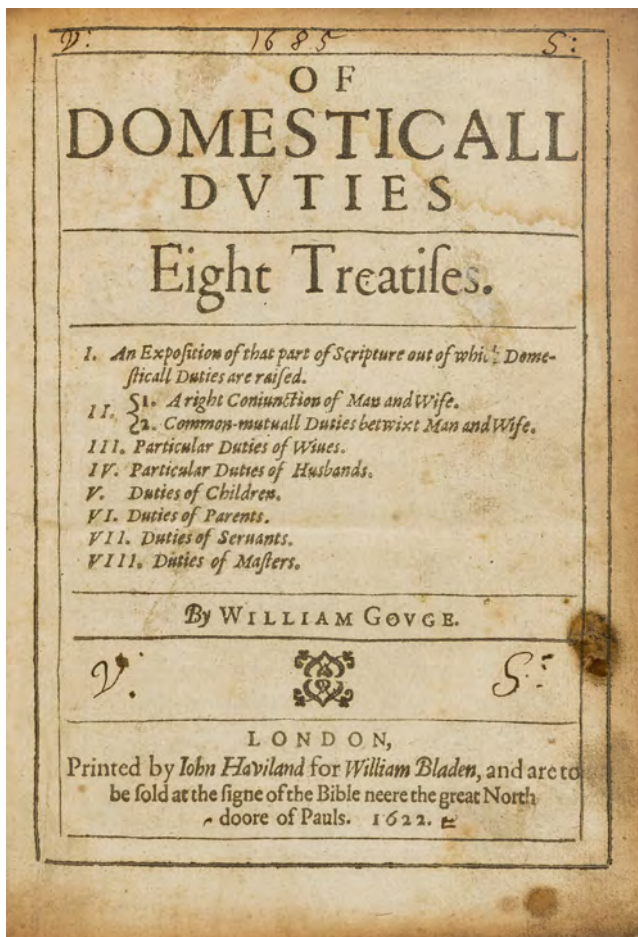 V: 1685 S:
OF
DOMESTICALL
DVTIES
Eight Treatiſes.
I. An Expoſition of that part of Scripture out of which Dome-
ſticall Duties are raiſed.
II. 1. A right Coniunction of Man and Wife.
2. Common-mutuall Duties betwixt Man and Wife.
III. Particular Duties of Wiues.
IV. Particular Duties of Husbands.
V. Duties of Children.
VI. Duties of Parents.
VII. Duties of Seruants.
VIII. Duties of Maſters.
By WILLIAM GOVGE.
V: S:
LONDON,
Printed by Iohn Haviland for William Bladen, and are to
be ſold at the ſigne of the Bible neere the great North
doore of Pauls. 1622.